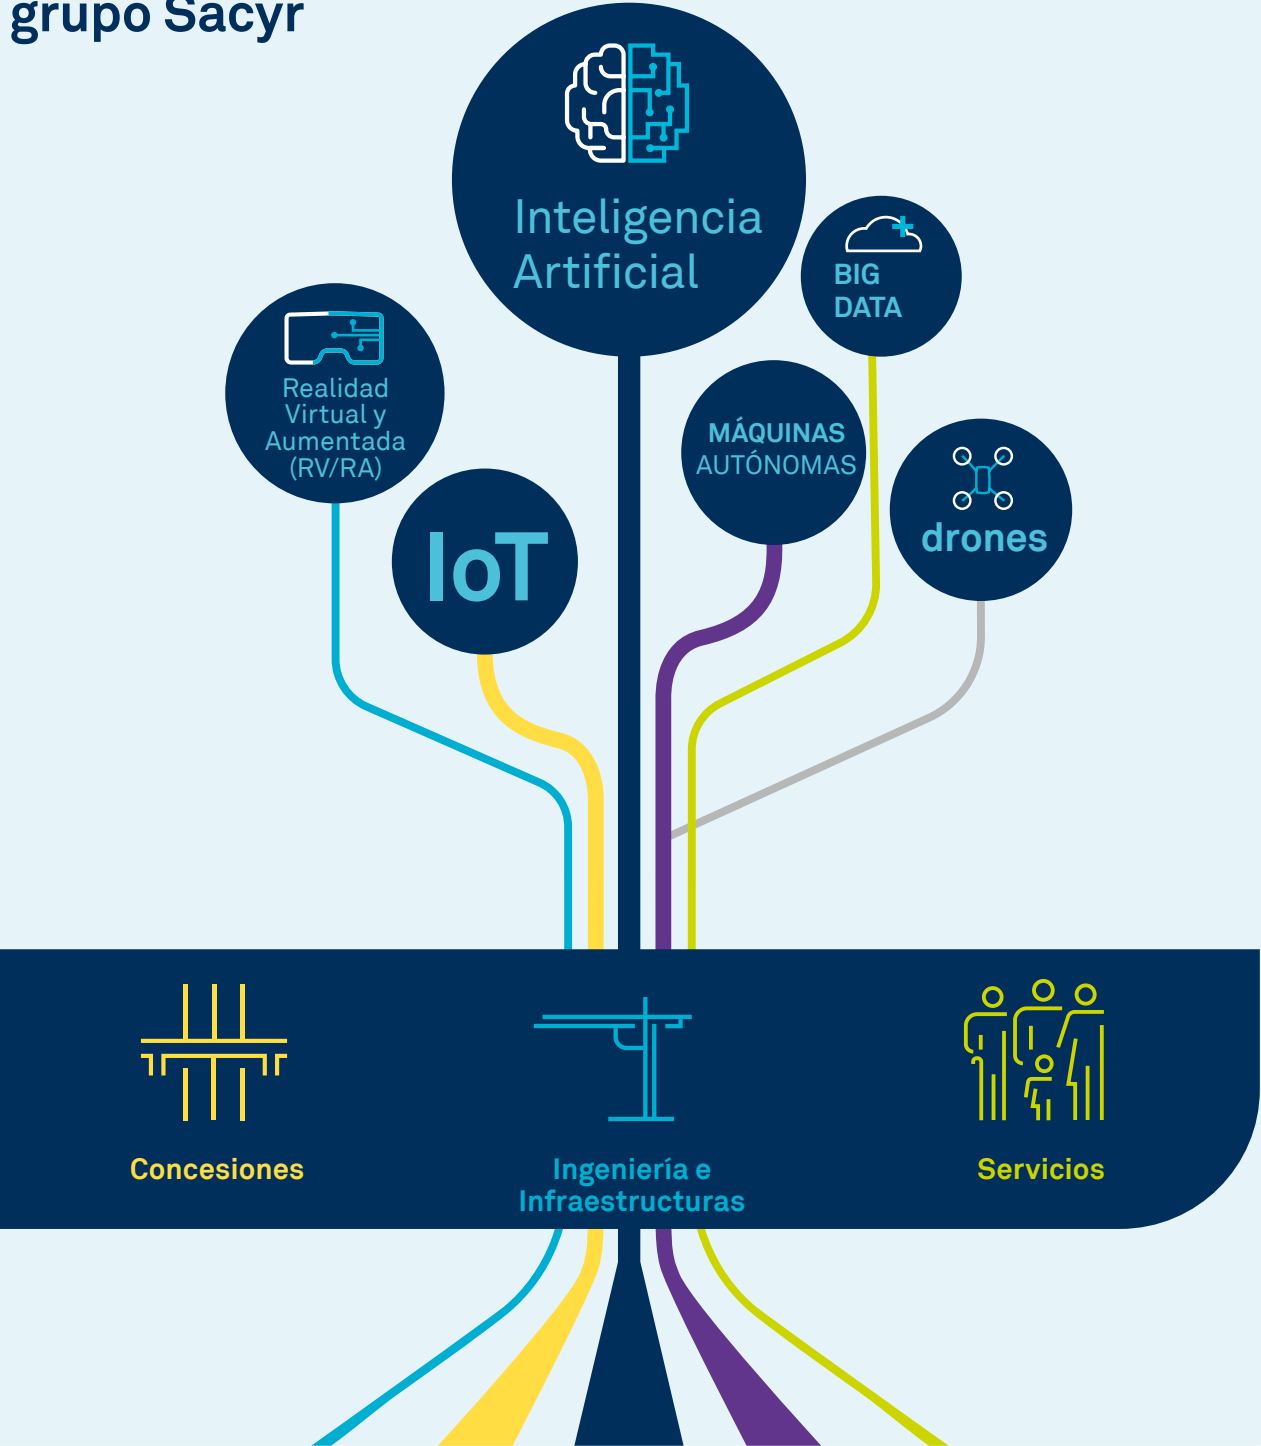 grupo Sacyr
Inteligencia
Artificial
BIG
DATA
Realidad
Virtual y
Aumentada
(RV/RA)
MÁQUINAS
AUTÓNOMAS
IoT
drones
Concesiones
Ingeniería e
Infraestructuras
Servicios